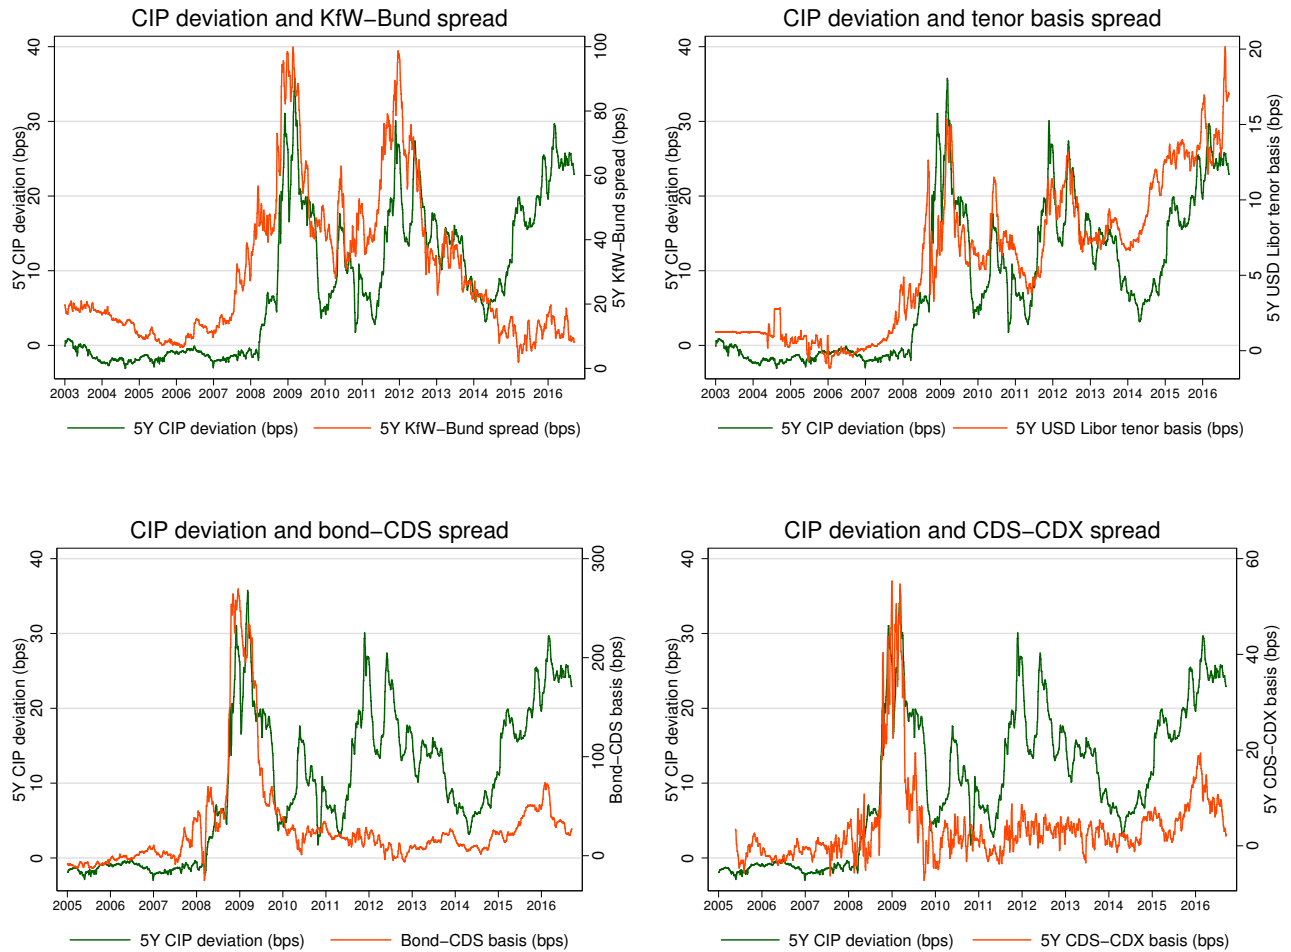 CIP deviation and KfW−Bund spread
5Y CIP deviation (bps)
0 10 20 30 40
5Y KfW−Bund spread (bps)
0 20 40 60 80 100
2003 2004 2005 2006 2007 2008 2009 2010 2011 2012 2013 2014 2015 2016
5Y CIP deviation (bps) 5Y KfW−Bund spread (bps)
CIP deviation and tenor basis spread
5Y CIP deviation (bps)
0 10 20 30 40
5Y USD Libor tenor basis (bps)
0 5 10 15 20
2003 2004 2005 2006 2007 2008 2009 2010 2011 2012 2013 2014 2015 2016
5Y CIP deviation (bps) 5Y USD Libor tenor basis (bps)
CIP deviation and bond−CDS spread
5Y CIP deviation (bps)
0 10 20 30 40
Bond−CDS basis (bps)
0 100 200 300
2005 2006 2007 2008 2009 2010 2011 2012 2013 2014 2015 2016
5Y CIP deviation (bps) Bond−CDS basis (bps)
CIP deviation and CDS−CDX spread
5Y CIP deviation (bps)
0 10 20 30 40
5Y CDS−CDX basis (bps)
0 20 40 60
2005 2006 2007 2008 2009 2010 2011 2012 2013 2014 2015 2016
5Y CIP deviation (bps) 5Y CDS−CDX basis (bps)